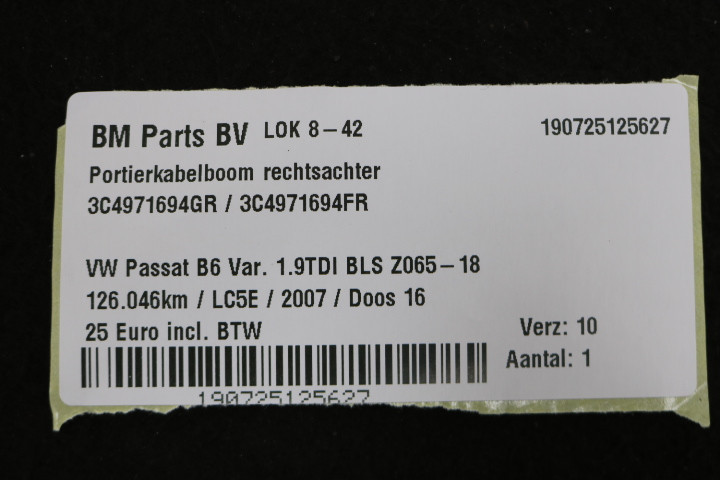 BM Parts BV LOK 8-42 190725125627
Portierkabelboom rechtsachter
3C4971694GR / 3C4971694FR
VW Passat B6 Var. 1.9TDI BLS Z065-18
126.046km / LC5E / 2007 / Doos 16
25 Euro incl. BTW Verz: 10
Aantal: 1
190725125627